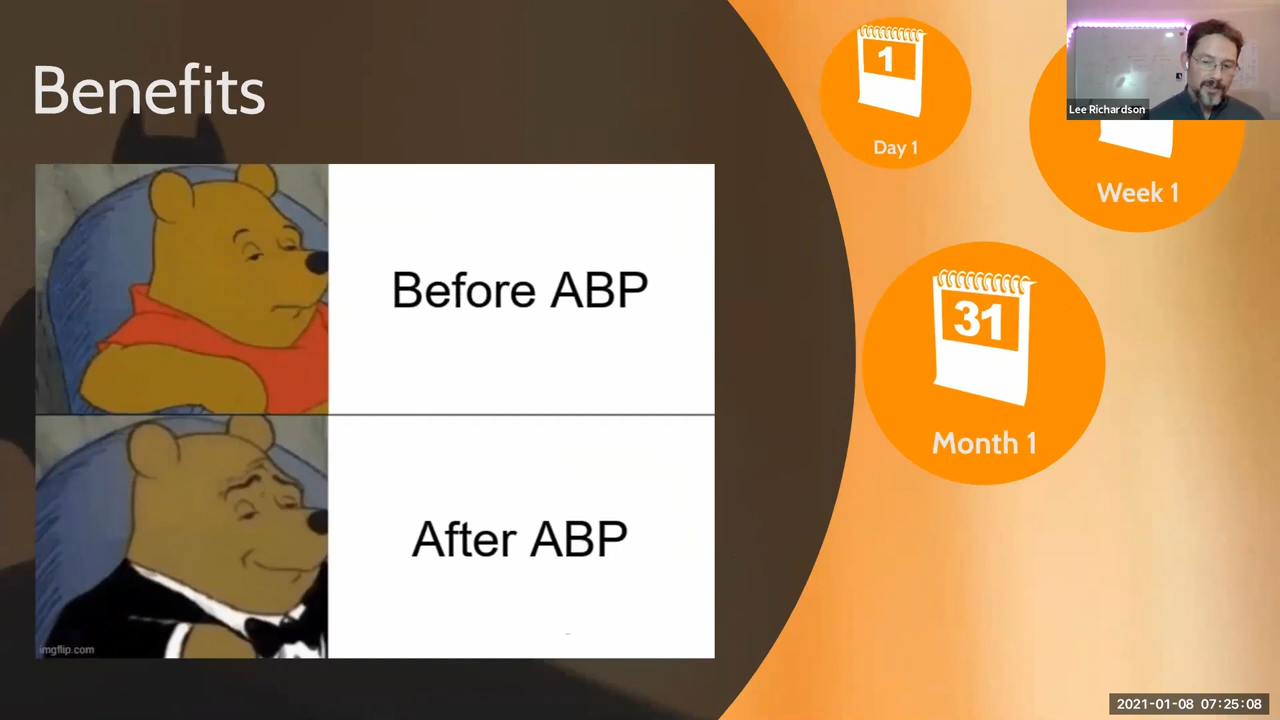 Benefits
Before ABP
After ABP
imgflip.com
1
Day 1
Week 1
31
Month 1
Lee Richardson
2021-01-08 07:25:08